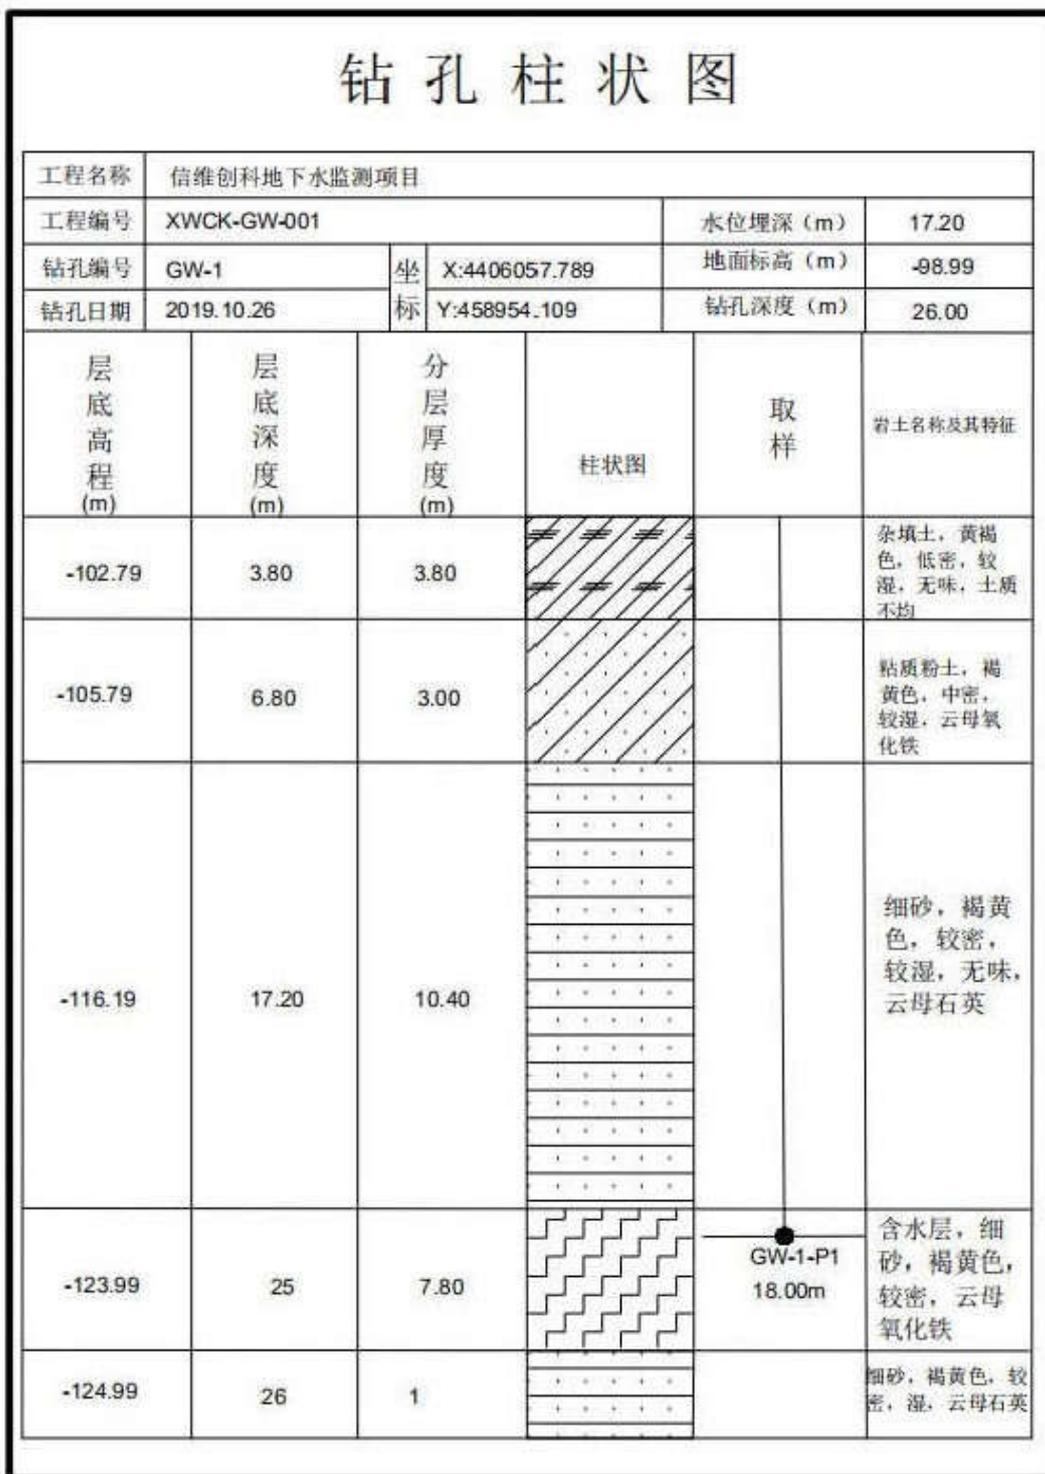 钻孔柱状图
工程名称 信维创科地下水监测项目
工程编号 XWCK-GW-001 水位埋深（m） 17.20
钻孔编号 GW-1 坐标 X:4406057.789 地面标高（m） -98.99
钻孔日期 2019.10.26 Y:458954.109 钻孔深度（m） 26.00
层底高程(m) 层底深度(m) 分层厚度(m) 柱状图 取样 岩土名称及其特征
-102.79 3.80 3.80
杂填土，黄褐
色，低密，较
湿，无味，土质
不均
-105.79 6.80 3.00
粘质粉土，褐
黄色，中密，
较湿，云母氧
化铁
-116.19 17.20 10.40
细砂，褐黄
色，较密，
较湿，无味，
云母石英
-123.99 25 7.80
GW-1-P1
18.00m
含水层，细
砂，褐黄色，
较密，云母
氧化铁
-124.99 26 1
细砂，褐黄色，较
密，湿，云母石英